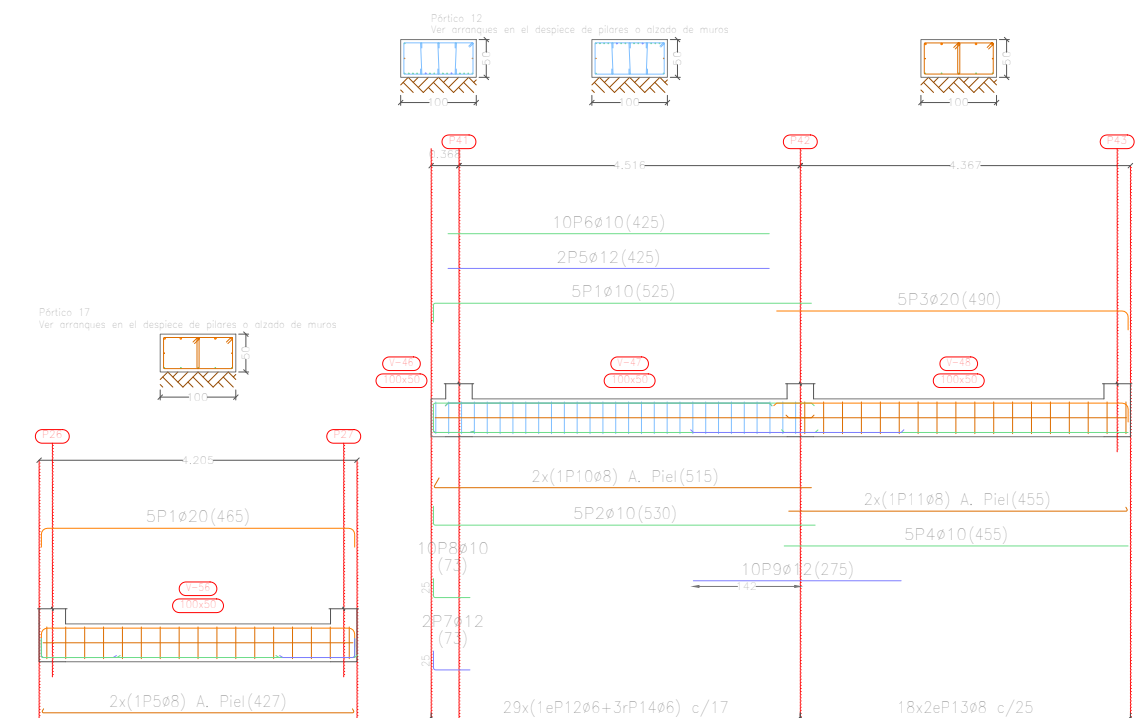 Pórtico 12
Ver arranques en el despiece de pilares o alzado de muros
50
50
50
100
100
100
P41
P42
P43
0.366
4.516
4.367
10P6ø10(425)
2P5ø12(425)
5P1ø10(525)
5P3ø20(490)
Pórtico 17
Ver arranques en el despiece de pilares o alzado de muros
50
100
V-46
100x50
V-47
100x50
V-48
100x50
P26
P27
4.205
2x(1P10ø8) A. Piel(515)
2x(1P11ø8) A. Piel(455)
5P1ø20(465)
5P2ø10(530)
5P4ø10(455)
10P8ø10
(73)
25
10P9ø12(275)
142
V-56
100x50
2P7ø12
(73)
25
2x(1P5ø8) A. Piel(427)
29x(1eP12ø6+3rP14ø6) c/17
18x2eP13ø8 c/25